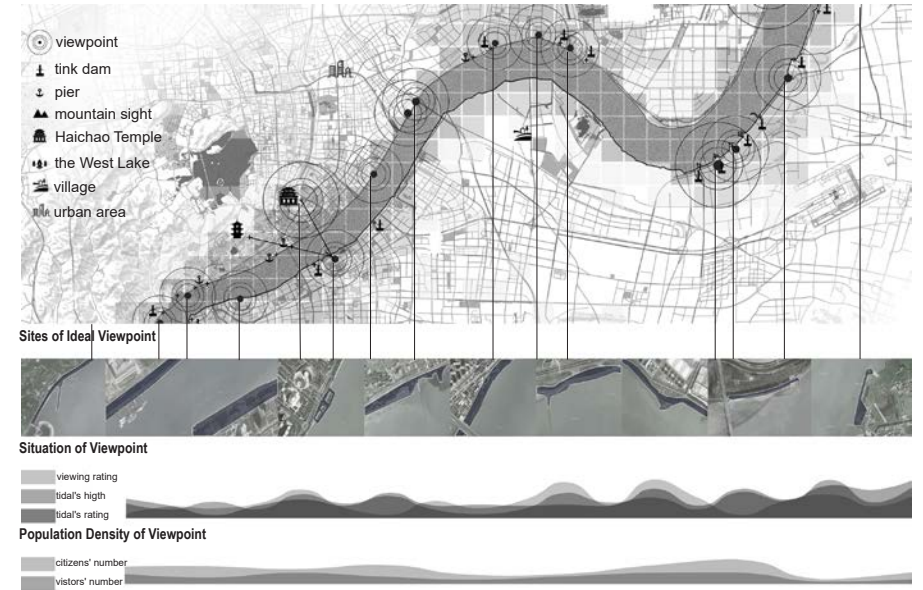 viewpoint
tink dam
pier
mountain sight
Haichao Temple
the West Lake
village
urban area
Sites of Ideal Viewpoint
Situation of Viewpoint
viewing rating
tidal's higth
tidal's rating
Population Density of Viewpoint
citizens' number
vistors' number